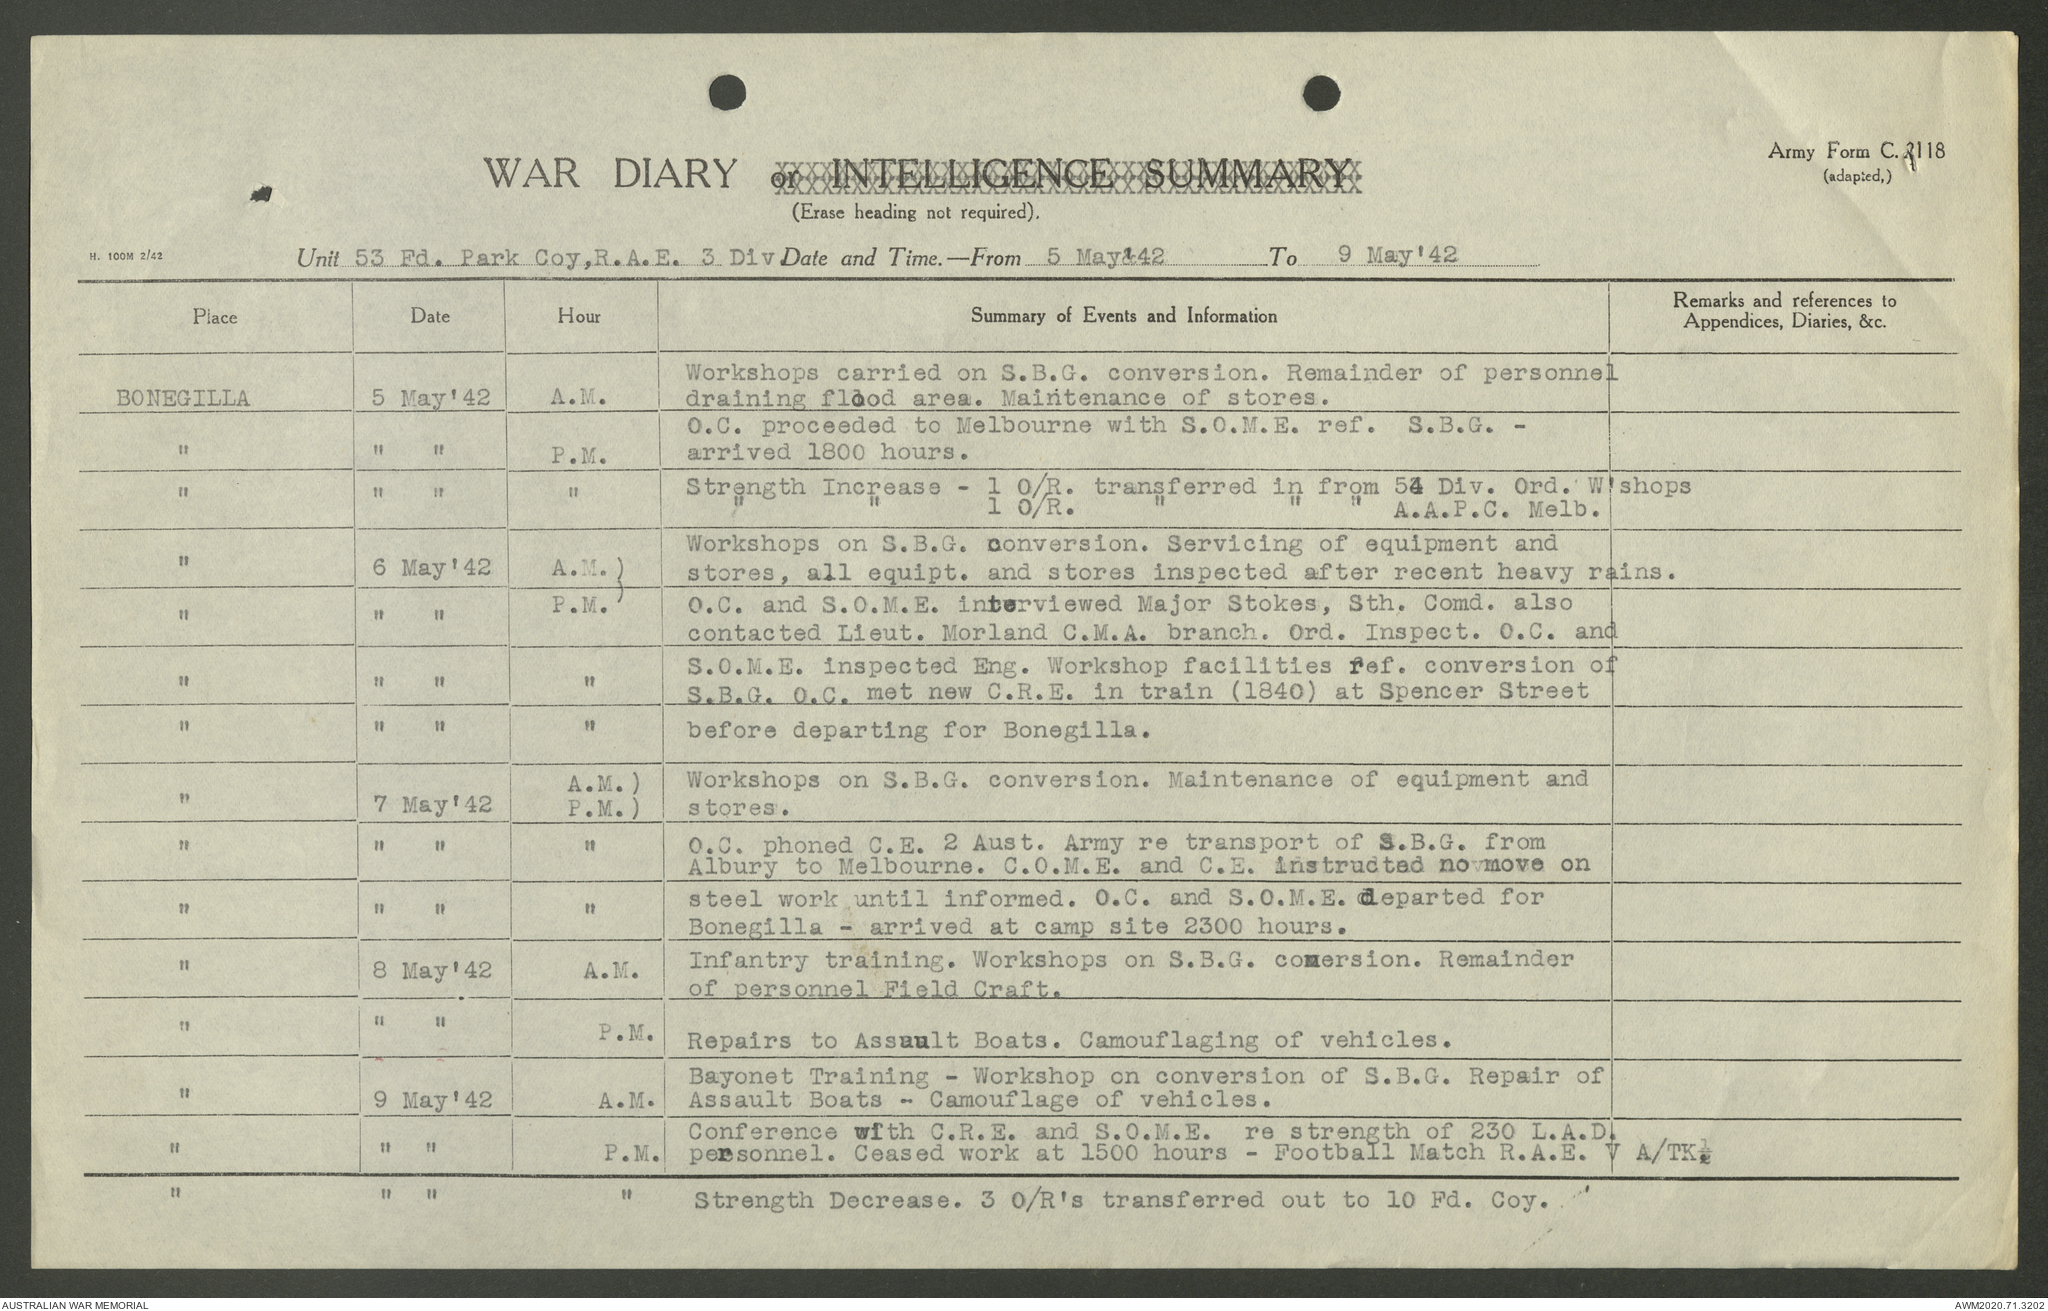 WAR DIARY or INTELLIGENCE SUMMARY
(Erase heading not required).
Army Form C.2118
(adapted,)
H. 100M 2/42
Unit 53 Fd. Park Coy,R.A.E. 3 Div. Date and Time.—From 5 May'42 To 9 May'42
Place Date Hour Summary of Events and Information Remarks and references to
Appendices, Diaries, &c.
Workshops carried on S.B.G. conversion. Remainder of personnel
BONEGILLA 5 May'42 A.M. draining flood area. Maintenance of stores.
O.C. proceeded to Melbourne with S.O.M.E. ref. S.B.G. -
" " " P.M. arrived 1800 hours.
" " " " Strength Increase - 1 O/R. transferred in from 54 Div. Ord. W'shops
" " 1 O/R. " " " A.A.P.C. Melb.
Workshops on S.B.G. conversion. Servicing of equipment and
" 6 May'42 A.M.) stores, all equipt. and stores inspected after recent heavy rains.
" " " P.M.) O.C. and S.O.M.E. interviewed Major Stokes, Sth. Comd. also
contacted Lieut. Morland C.M.A. branch. Ord. Inspect. O.C. and
S.O.M.E. inspected Eng. Workshop facilities ref. conversion of
" " " " S.B.G. O.C. met new C.R.E. in train (1840) at Spencer Street
" " " " before departing for Bonegilla.
" A.M.) Workshops on S.B.G. conversion. Maintenance of equipment and
7 May'42 P.M.) stores.
" " " " O.C. phoned C.E. 2 Aust. Army re transport of S.B.G. from
Albury to Melbourne. C.O.M.E. and C.E. instructed no move on
steel work until informed. O.C. and S.O.M.E. departed for
" " " " Bonegilla - arrived at camp site 2300 hours.
" 8 May'42 A.M. Infantry training. Workshops on S.B.G. comersion. Remainder
of personnel Field Craft.
" " " P.M. Repairs to Assault Boats. Camouflaging of vehicles.
Bayonet Training - Workshop on conversion of S.B.G. Repair of
" 9 May'42 A.M. Assault Boats - Camouflage of vehicles.
Conference with C.R.E. and S.O.M.E. re strength of 230 L.A.D.
" " " P.M. personnel. Ceased work at 1500 hours - Football Match R.A.E. V A/TK
" " " " Strength Decrease. 3 O/R's transferred out to 10 Fd. Coy.
AUSTRALIAN WAR MEMORIAL AWM2020.71.3202